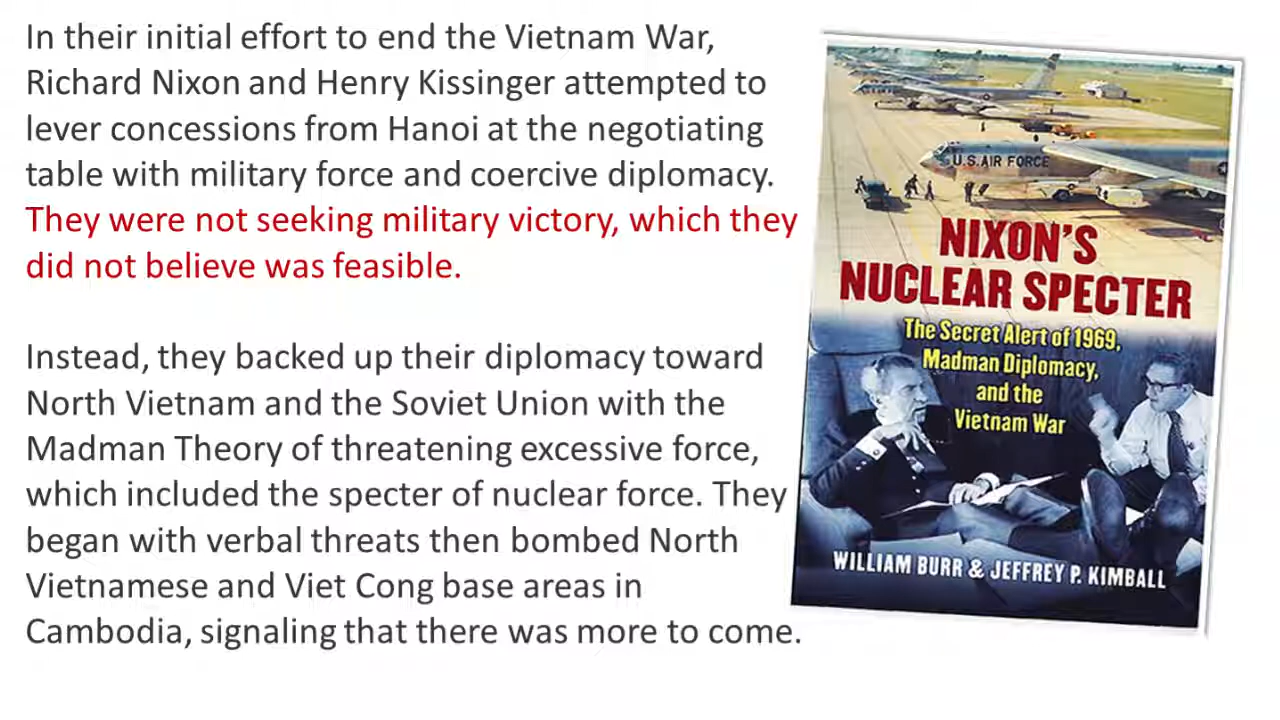 In their initial effort to end the Vietnam War,
Richard Nixon and Henry Kissinger attempted to
lever concessions from Hanoi at the negotiating
table with military force and coercive diplomacy.
They were not seeking military victory, which they
did not believe was feasible.
Instead, they backed up their diplomacy toward
North Vietnam and the Soviet Union with the
Madman Theory of threatening excessive force,
which included the specter of nuclear force. They
began with verbal threats then bombed North
Vietnamese and Viet Cong base areas in
Cambodia, signaling that there was more to come.
U.S. AIR FORCE
NIXON'S
NUCLEAR SPECTER
The Secret Alert of 1969,
Madman Diplomacy,
and the
Vietnam War
WILLIAM BURR & JEFFREY P. KIMBALL